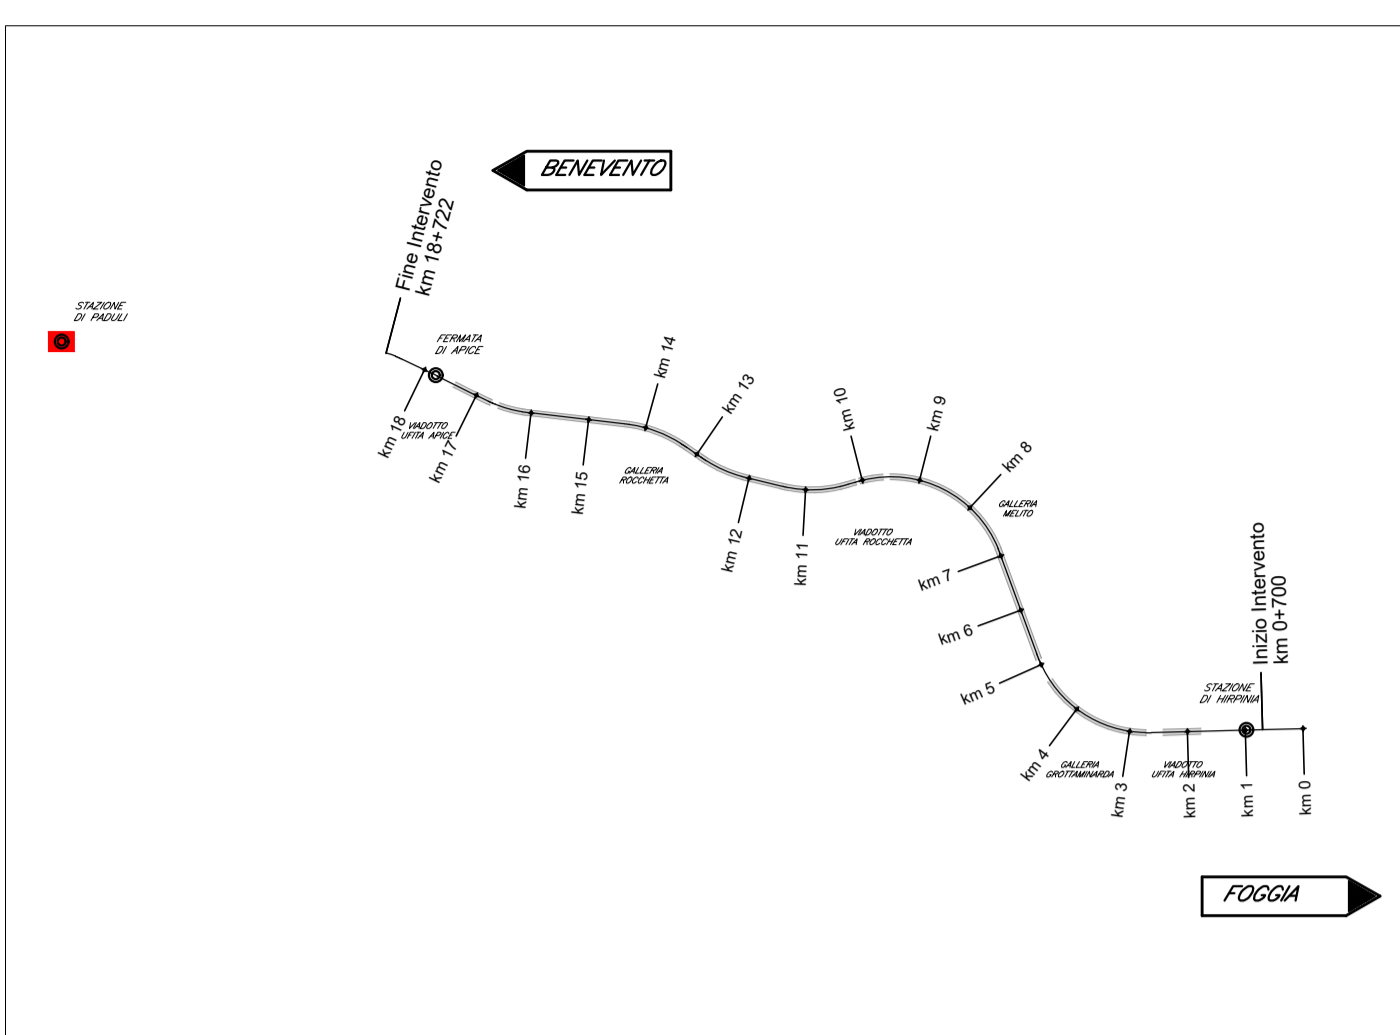 BENEVENTO
Fine Intervento
km 18+722
STAZIONE
DI PADULI
FERMATA
DI APICE
km 18
VIADOTTO
UFITA APICE
km 17
km 16
km 15
km 14
GALLERIA
ROCCHETTA
km 13
km 12
km 11
km 10
VIADOTTO
UFITA ROCCHETTA
km 9
km 8
GALLERIA
MELITO
km 7
km 6
km 5
Inizio Intervento
km 0+700
STAZIONE
DI HIRPINIA
km 4
GALLERIA
GROTTAMINARDA
km 3
VIADOTTO
UFITA HIRPINIA
km 2
km 1
km 0
FOGGIA